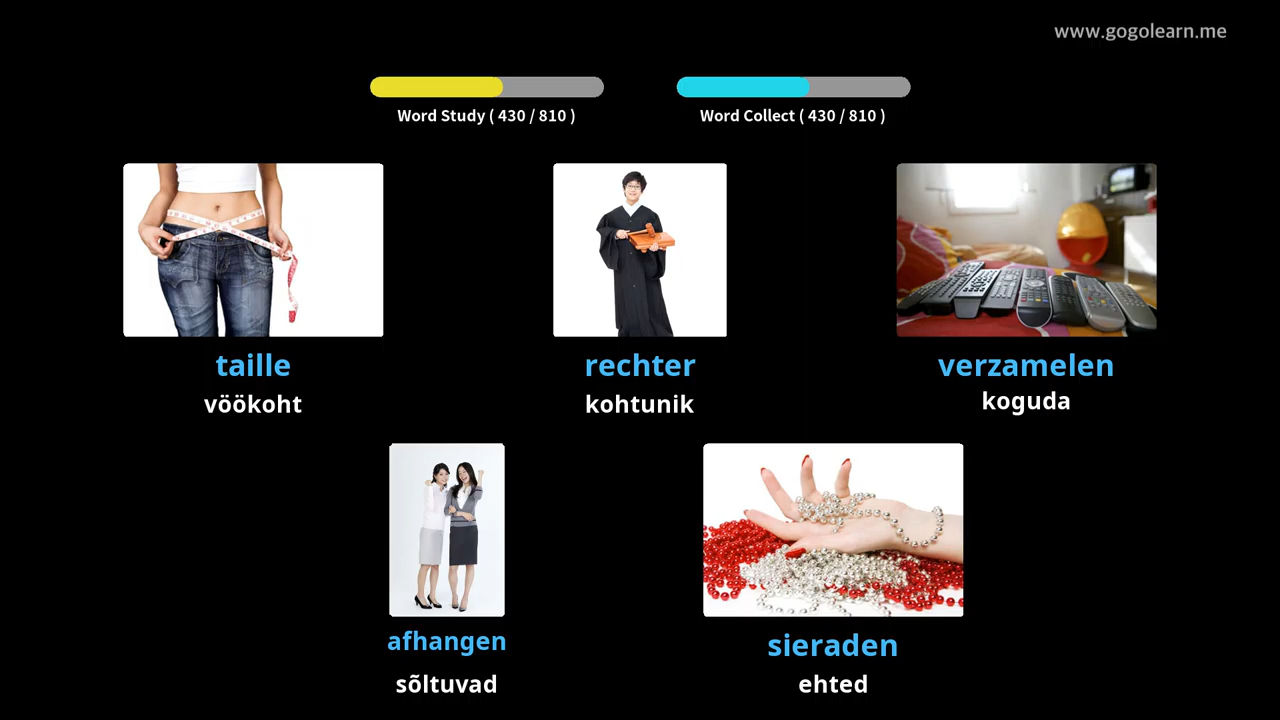 www.gogolearn.me
Word Study ( 430 / 810 )
Word Collect ( 430 / 810 )
taille
vöökoht
rechter
kohtunik
verzamelen
koguda
afhangen
sõltuvad
sieraden
ehted